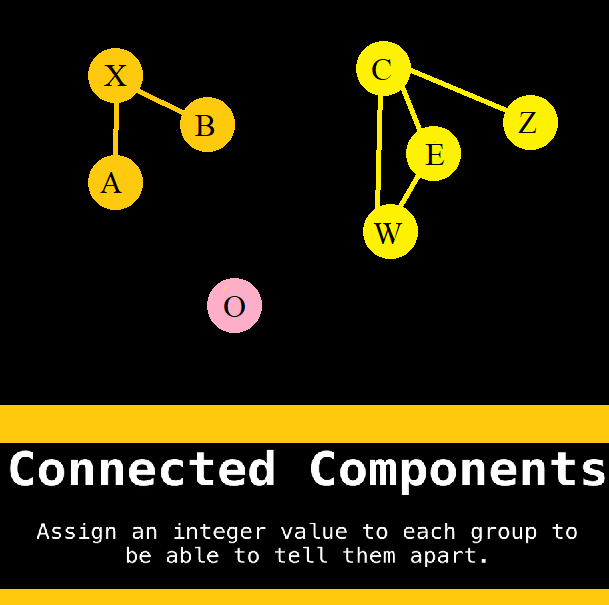 X
B
A
C
Z
E
W
O
Connected Components
Assign an integer value to each group to
be able to tell them apart.